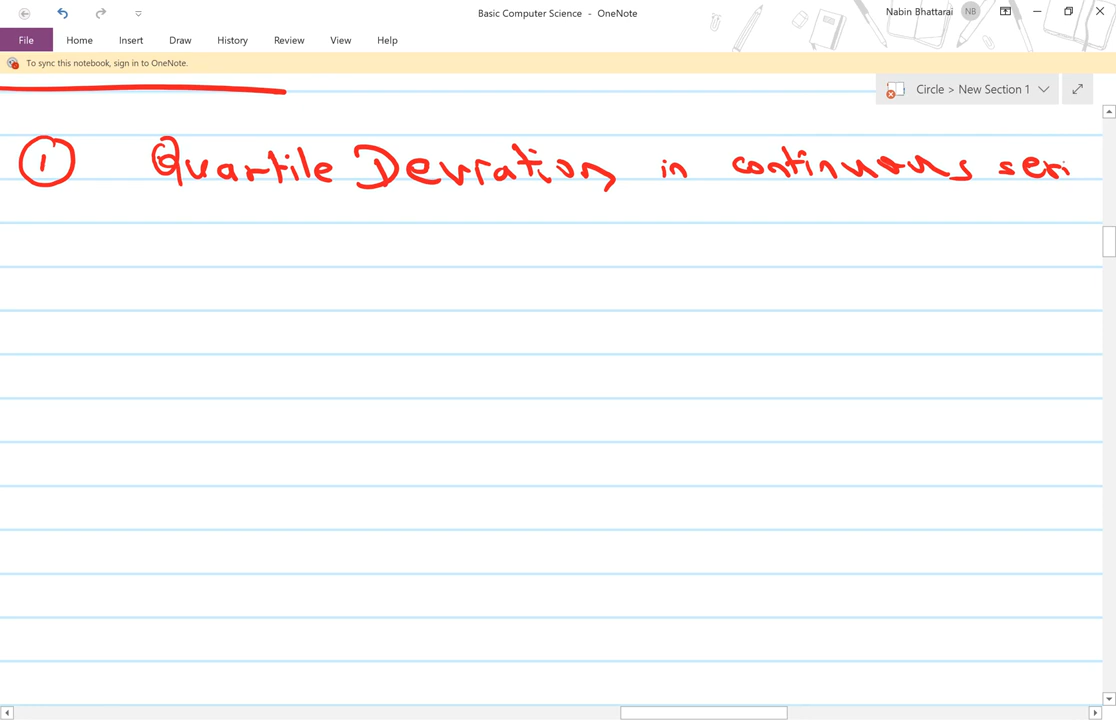 Basic Computer Science - OneNote
Nabin Bhattarai NB
File Home Insert Draw History Review View Help
To sync this notebook, sign in to OneNote.
Circle > New Section 1
1 Quartile Deviation in continuous seri